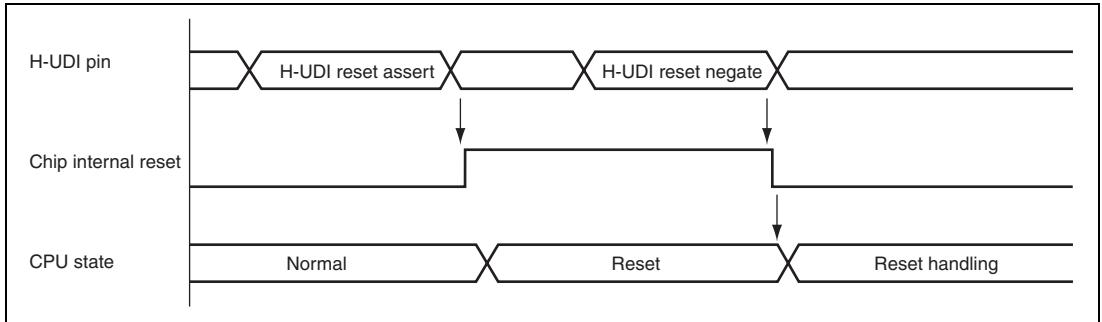 H-UDI pin
H-UDI reset assert
H-UDI reset negate
Chip internal reset
CPU state
Normal
Reset
Reset handling